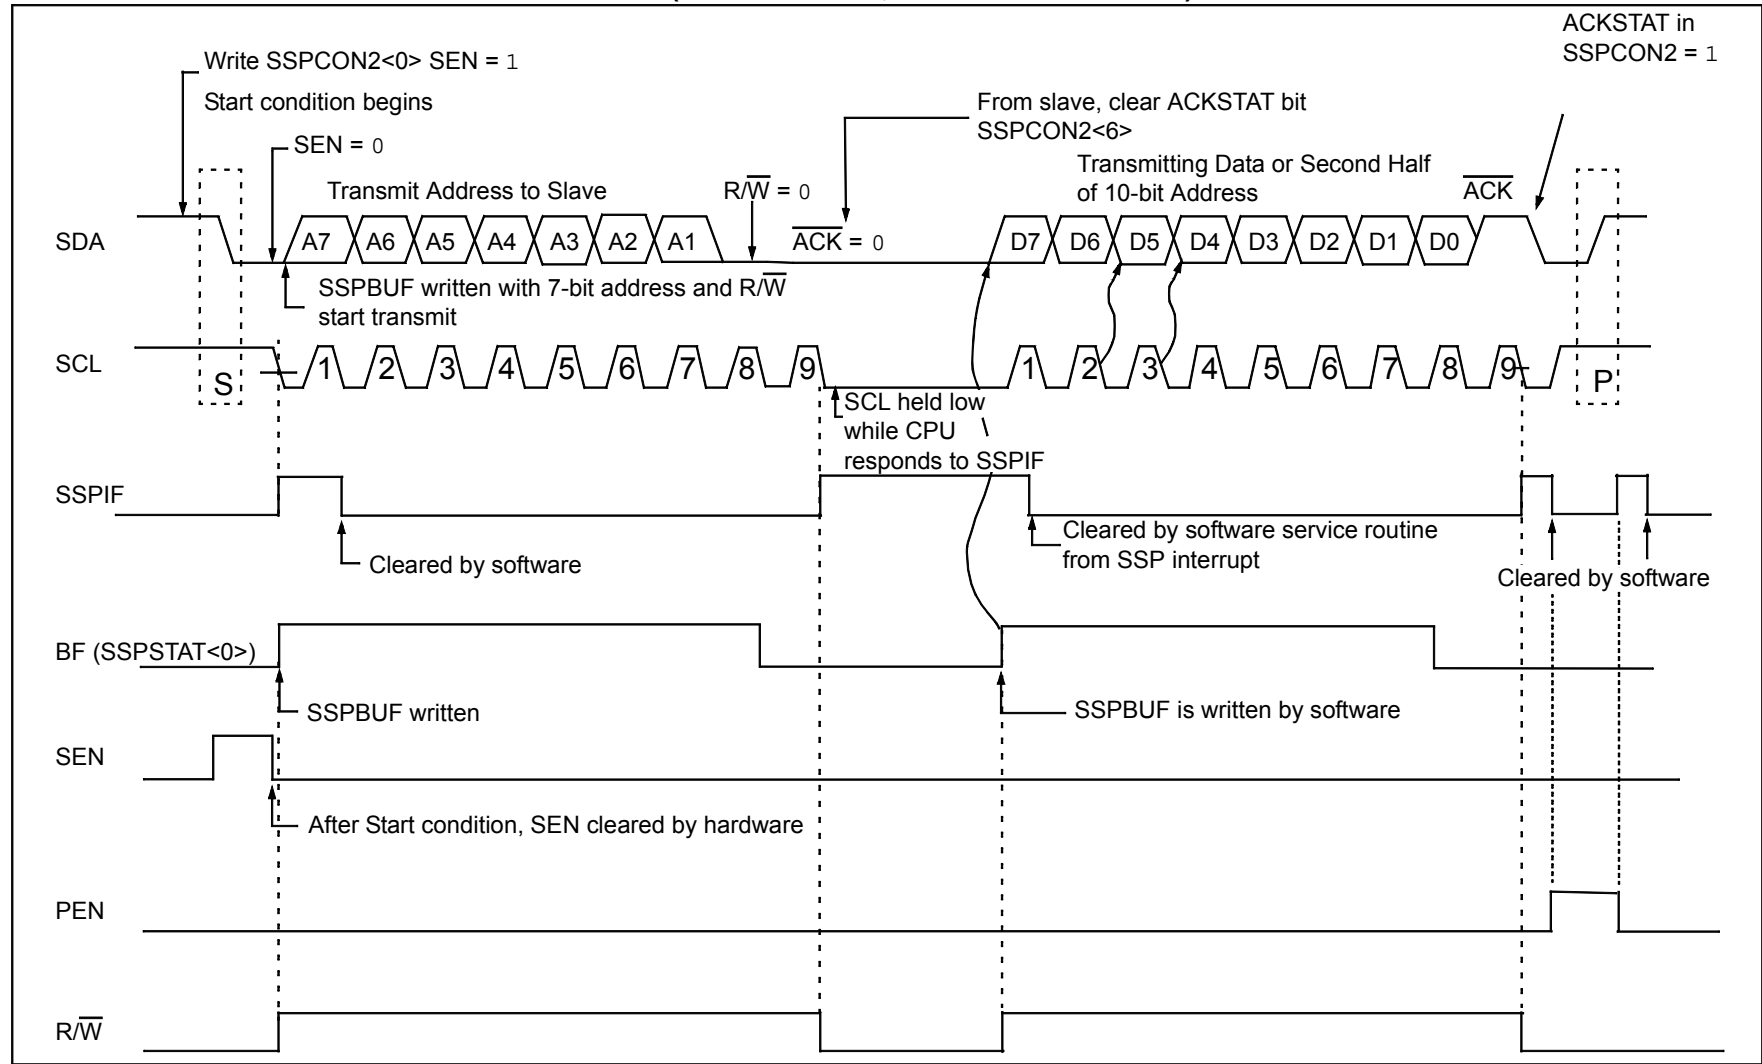 ACKSTAT in
SSPCON2 = 1
Write SSPCON2<0> SEN = 1
Start condition begins
From slave, clear ACKSTAT bit
SSPCON2<6>
SEN = 0
Transmitting Data or Second Half
of 10-bit Address
Transmit Address to Slave
R/W = 0
ACK
SDA
A7 A6 A5 A4 A3 A2 A1
ACK = 0
D7 D6 D5 D4 D3 D2 D1 D0
SSPBUF written with 7-bit address and R/W
start transmit
SCL
S
1 2 3 4 5 6 7 8 9
1 2 3 4 5 6 7 8 9
P
SCL held low
while CPU
responds to SSPIF
SSPIF
Cleared by software
Cleared by software service routine
from SSP interrupt
Cleared by software
BF (SSPSTAT<0>)
SSPBUF written
SSPBUF is written by software
SEN
After Start condition, SEN cleared by hardware
PEN
R/W